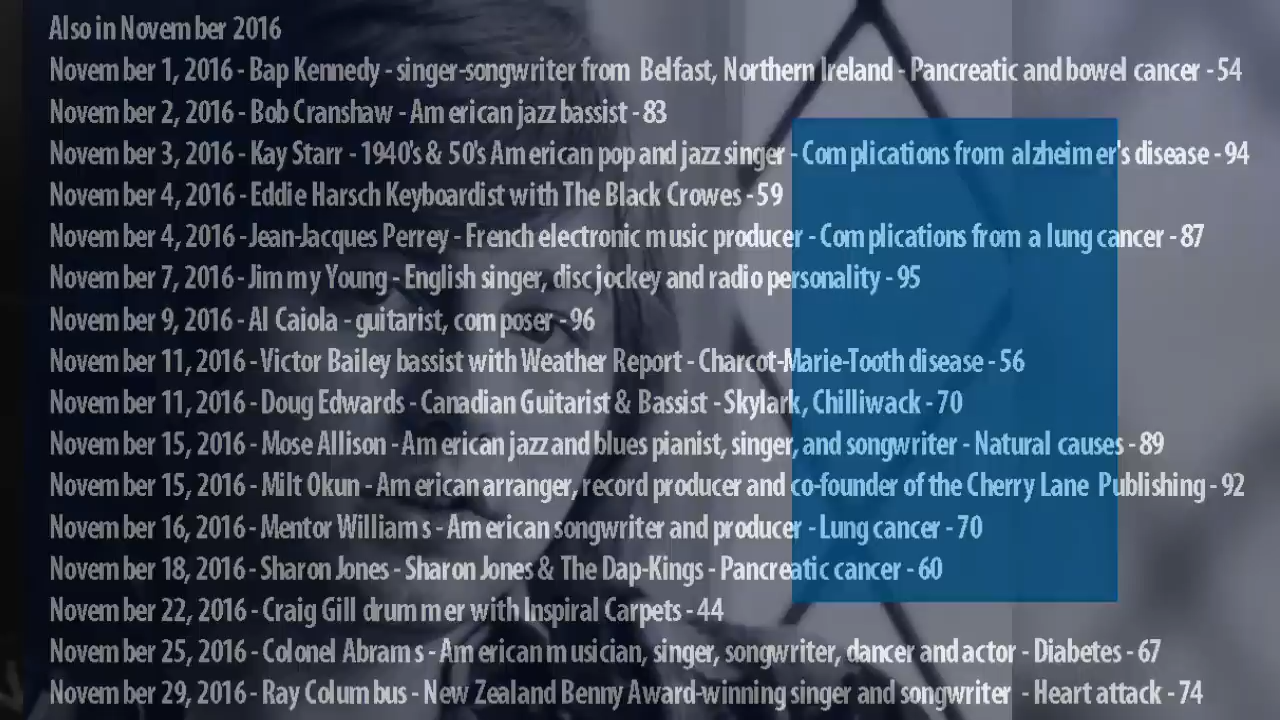 Also in November 2016
November 1, 2016 - Bap Kennedy - singer-songwriter from Belfast, Northern Ireland - Pancreatic and bowel cancer - 54
November 2, 2016 - Bob Cranshaw - American jazz bassist - 83
November 3, 2016 - Kay Starr - 1940's & 50's American pop and jazz singer - Complications from alzheimer's disease - 94
November 4, 2016 - Eddie Harsch Keyboardist with The Black Crowes - 59
November 4, 2016 - Jean-Jacques Perrey - French electronic music producer - Complications from a lung cancer - 87
November 7, 2016 - Jimmy Young - English singer, disc jockey and radio personality - 95
November 9, 2016 - Al Caiola - guitarist, composer - 96
November 11, 2016 - Victor Bailey bassist with Weather Report - Charcot-Marie-Tooth disease - 56
November 11, 2016 - Doug Edwards - Canadian Guitarist & Bassist - Skylark, Chilliwack - 70
November 15, 2016 - Mose Allison - American jazz and blues pianist, singer, and songwriter - Natural causes - 89
November 15, 2016 - Milt Okun - American arranger, record producer and co-founder of the Cherry Lane Publishing - 92
November 16, 2016 - Mentor Williams - American songwriter and producer - Lung cancer - 70
November 18, 2016 - Sharon Jones - Sharon Jones & The Dap-Kings - Pancreatic cancer - 60
November 22, 2016 - Craig Gill drummer with Inspiral Carpets - 44
November 25, 2016 - Colonel Abrams - American musician, singer, songwriter, dancer and actor - Diabetes - 67
November 29, 2016 - Ray Columbus - New Zealand Benny Award-winning singer and songwriter - Heart attack - 74